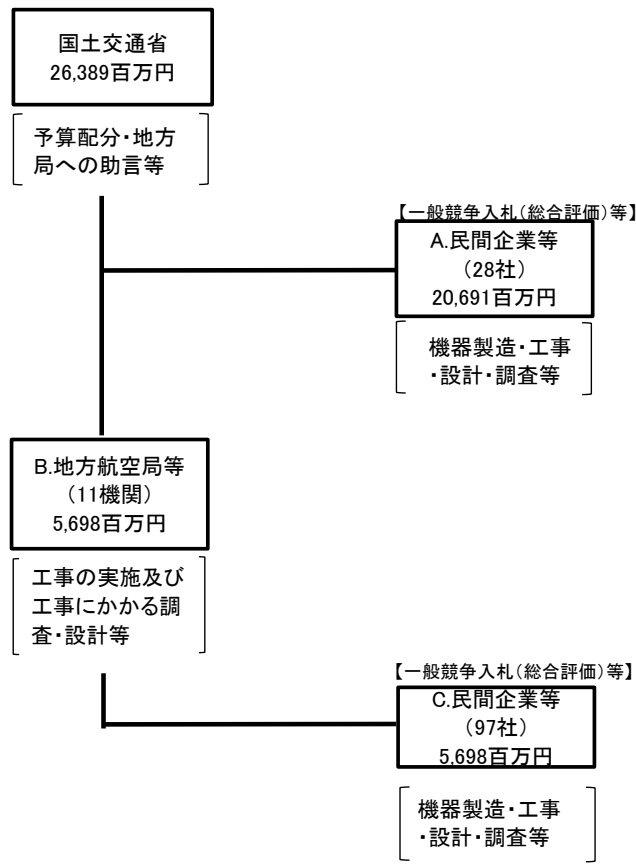 国土交通省
26,389百万円
予算配分・地方
局への助言等
【一般競争入札(総合評価)等】
A.民間企業等
(28社)
20,691百万円
機器製造・工事
・設計・調査等
B.地方航空局等
(11機関)
5,698百万円
工事の実施及び
工事にかかる調
査・設計等
【一般競争入札(総合評価)等】
C.民間企業等
(97社)
5,698百万円
機器製造・工事
・設計・調査等